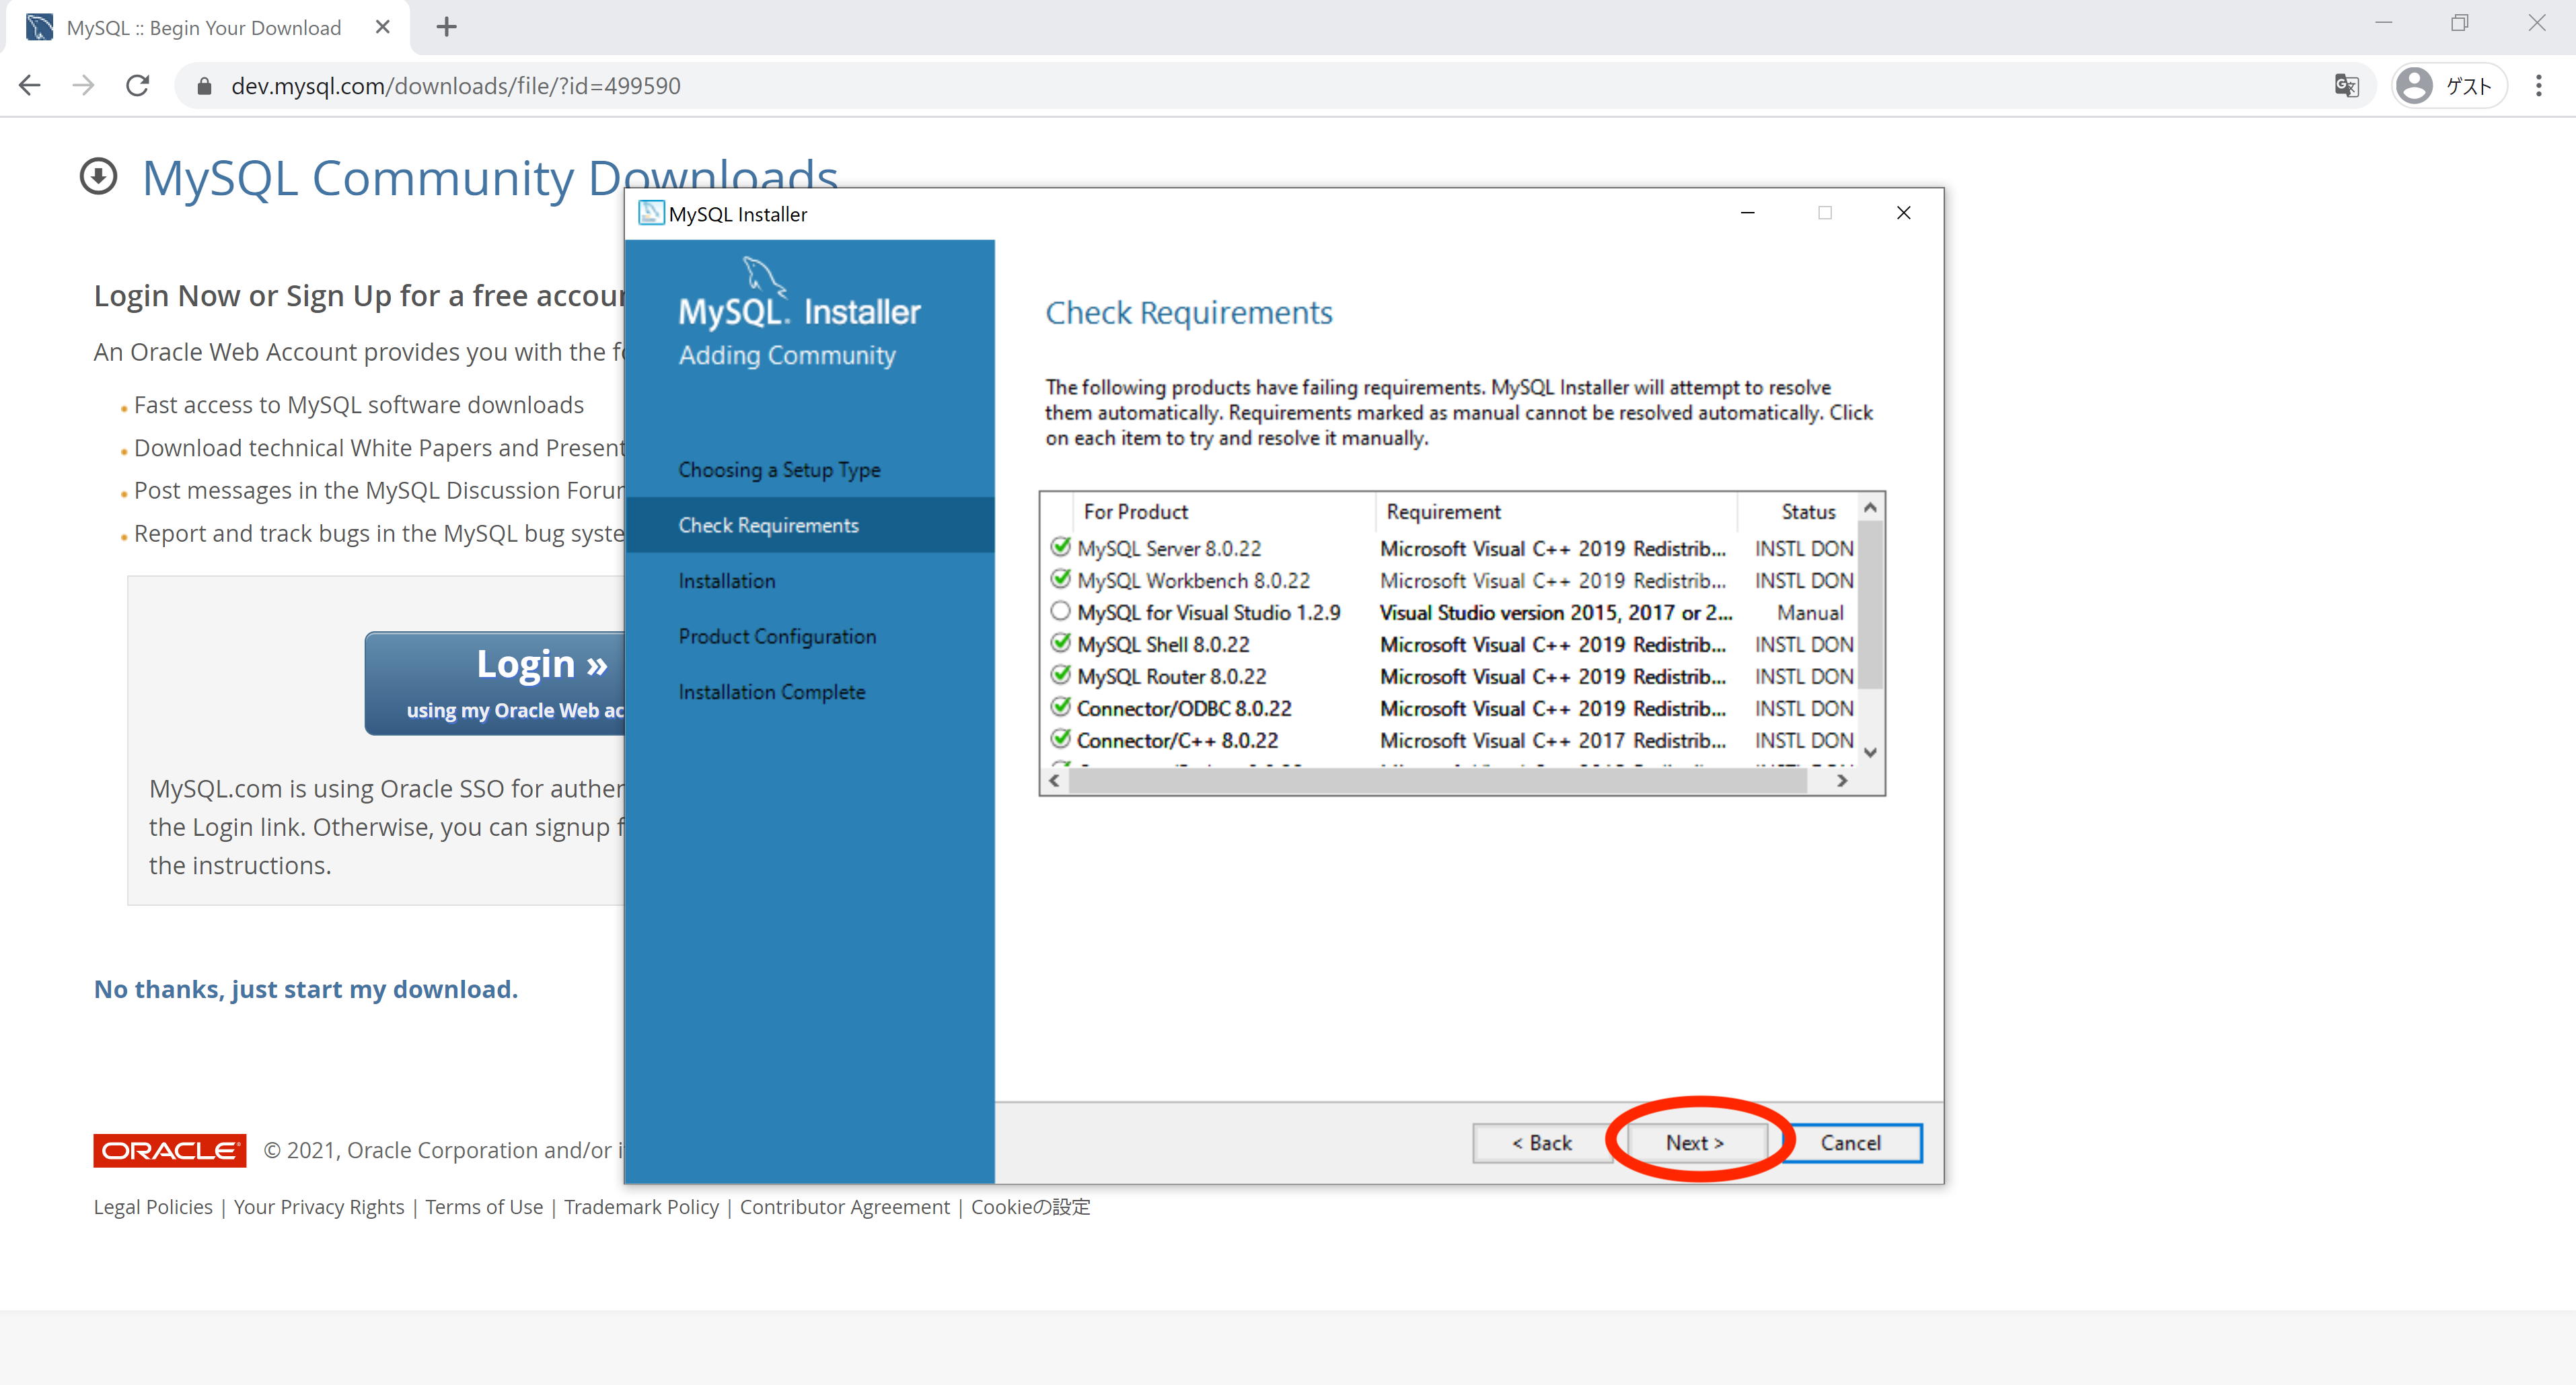 MySQL :: Begin Your Download
dev.mysql.com/downloads/file/?id=499590
ゲスト
MySQL Community Downloads
Login Now or Sign Up for a free
An Oracle Web Account provides you with the
Fast access to MySQL software downloads
Download technical White Papers and
Post messages in the MySQL Discussion
Report and track bugs in the MySQL bug
Login »
using my Oracle Web
MySQL.com is using Oracle SSO for
the Login link. Otherwise, you can signup
the instructions.
No thanks, just start my download.
ORACLE © 2021, Oracle Corporation and/or
Legal Policies | Your Privacy Rights | Terms of Use | Trademark Policy | Contributor Agreement | Cookieの設定
MySQL Installer
MySQL. Installer
Adding Community
Choosing a Setup Type
Check Requirements
Installation
Product Configuration
Installation Complete
Check Requirements
The following products have failing requirements. MySQL Installer will attempt to resolve
them automatically. Requirements marked as manual cannot be resolved automatically. Click
on each item to try and resolve it manually.
For Product Requirement Status
MySQL Server 8.0.22 Microsoft Visual C++ 2019 Redistrib... INSTL DON
MySQL Workbench 8.0.22 Microsoft Visual C++ 2019 Redistrib... INSTL DON
MySQL for Visual Studio 1.2.9 Visual Studio version 2015, 2017 or 2... Manual
MySQL Shell 8.0.22 Microsoft Visual C++ 2019 Redistrib... INSTL DON
MySQL Router 8.0.22 Microsoft Visual C++ 2019 Redistrib... INSTL DON
Connector/ODBC 8.0.22 Microsoft Visual C++ 2019 Redistrib... INSTL DON
Connector/C++ 8.0.22 Microsoft Visual C++ 2017 Redistrib... INSTL DON
< Back Next > Cancel